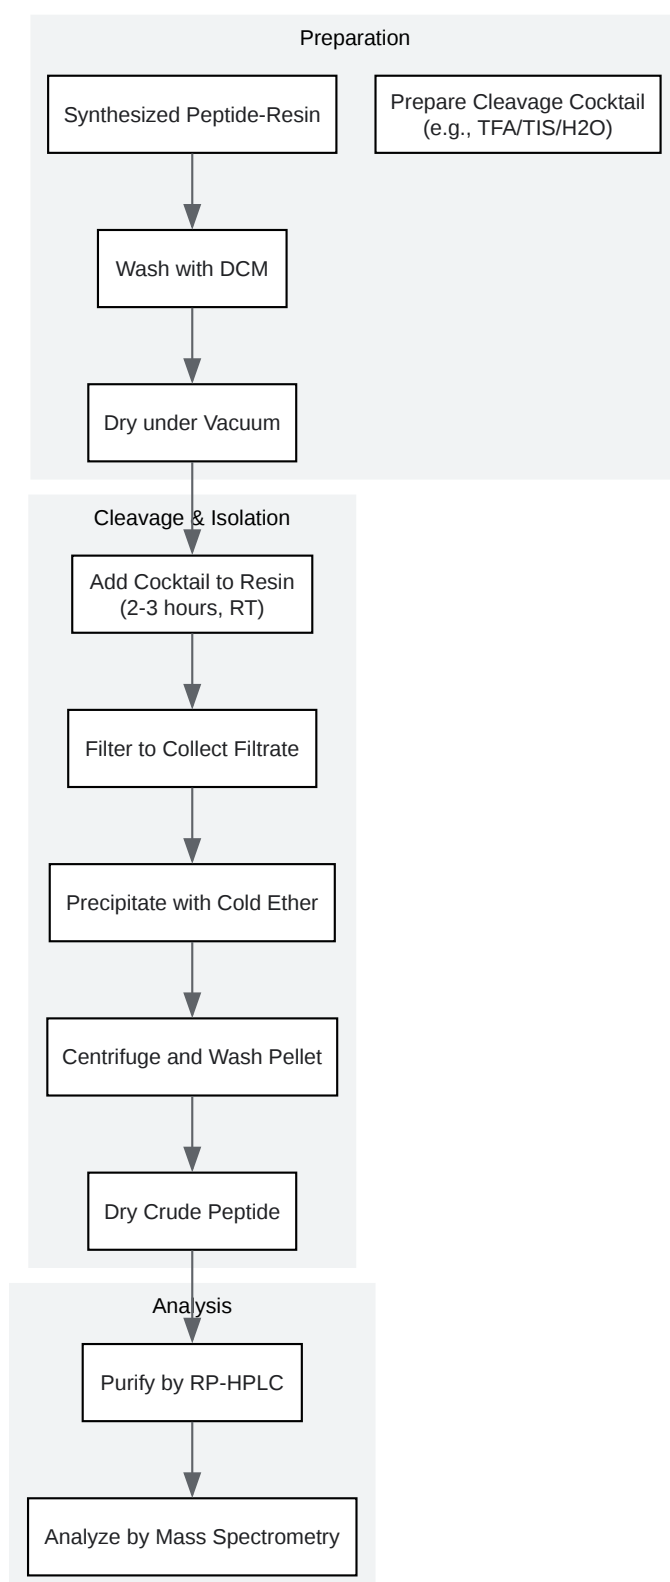 Preparation
Synthesized Peptide-Resin
Prepare Cleavage Cocktail
(e.g., TFA/TIS/H2O)
Wash with DCM
Dry under Vacuum
Cleavage & Isolation
Add Cocktail to Resin
(2-3 hours, RT)
Filter to Collect Filtrate
Precipitate with Cold Ether
Centrifuge and Wash Pellet
Dry Crude Peptide
Analysis
Purify by RP-HPLC
Analyze by Mass Spectrometry